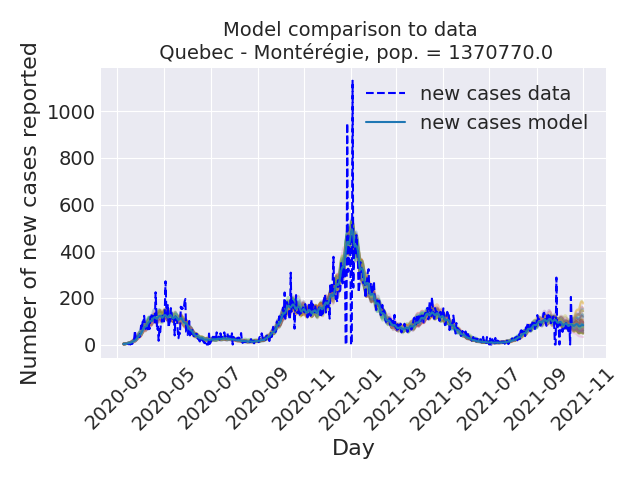 Model comparison to data
Quebec - Montérégie, pop. = 1370770.0
Number of new cases reported
1000
800
600
400
200
0
new cases data
new cases model
2020-03
2020-05
2020-07
2020-09
2020-11
2021-01
2021-03
2021-05
2021-07
2021-09
2021-11
Day